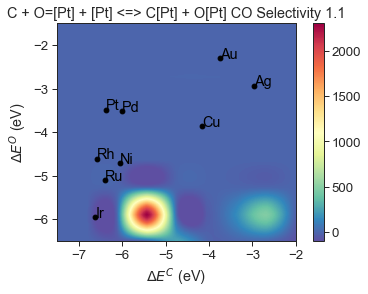 C + O=[Pt] + [Pt] <=> C[Pt] + O[Pt] CO Selectivity 1.1
−2
−3
−4
−5
−6
ΔE^O (eV)
Au
Ag
Pt
Pd
Cu
Rh
Ni
Ru
Ir
−7
−6
−5
−4
−3
−2
ΔE^C (eV)
2000
1500
1000
500
0